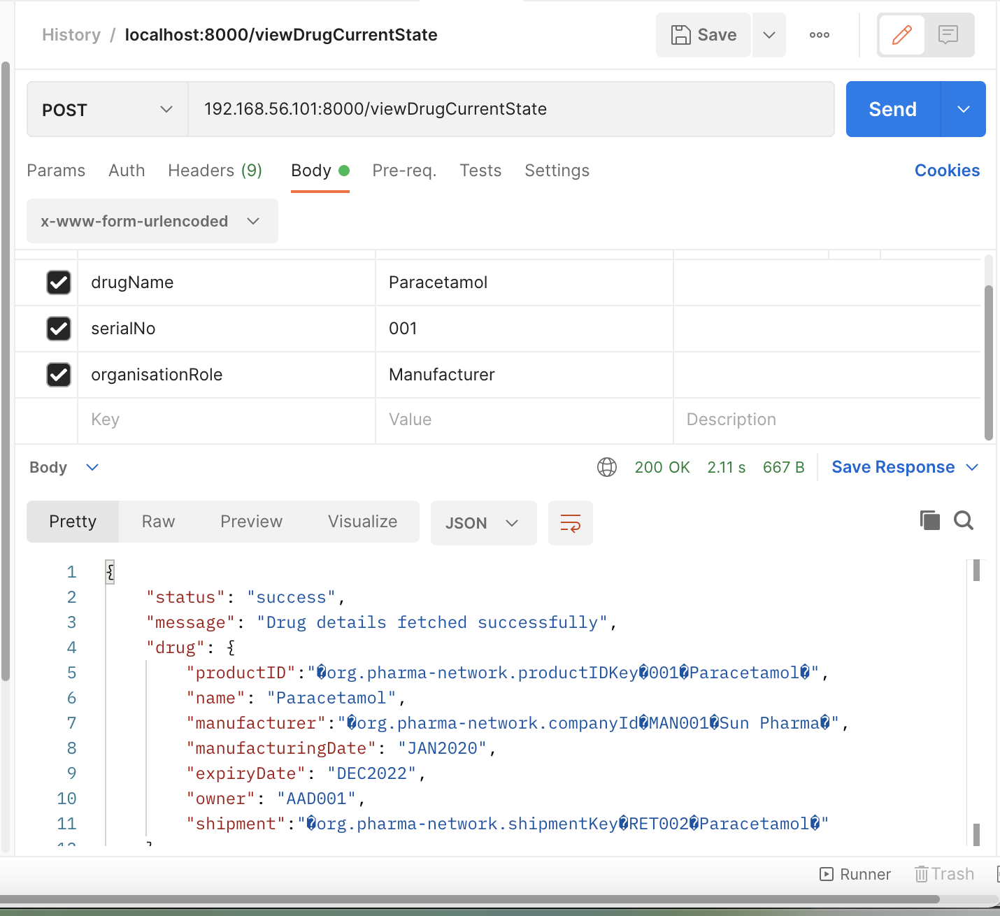 History / localhost:8000/viewDrugCurrentState
Save
POST 192.168.56.101:8000/viewDrugCurrentState Send
Params Auth Headers (9) Body Pre-req. Tests Settings Cookies
x-www-form-urlencoded
drugName Paracetamol
serialNo 001
organisationRole Manufacturer
Key Value Description
Body 200 OK 2.11 s 667 B Save Response
Pretty Raw Preview Visualize JSON
1 {
2 "status": "success",
3 "message": "Drug details fetched successfully",
4 "drug": {
5 "productID":"�org.pharma-network.productIDKey�001�Paracetamol�",
6 "name": "Paracetamol",
7 "manufacturer":"�org.pharma-network.companyId�MAN001�Sun Pharma�",
8 "manufacturingDate": "JAN2020",
9 "expiryDate": "DEC2022",
10 "owner": "AAD001",
11 "shipment":"�org.pharma-network.shipmentKey�RET002�Paracetamol�"
Runner Trash